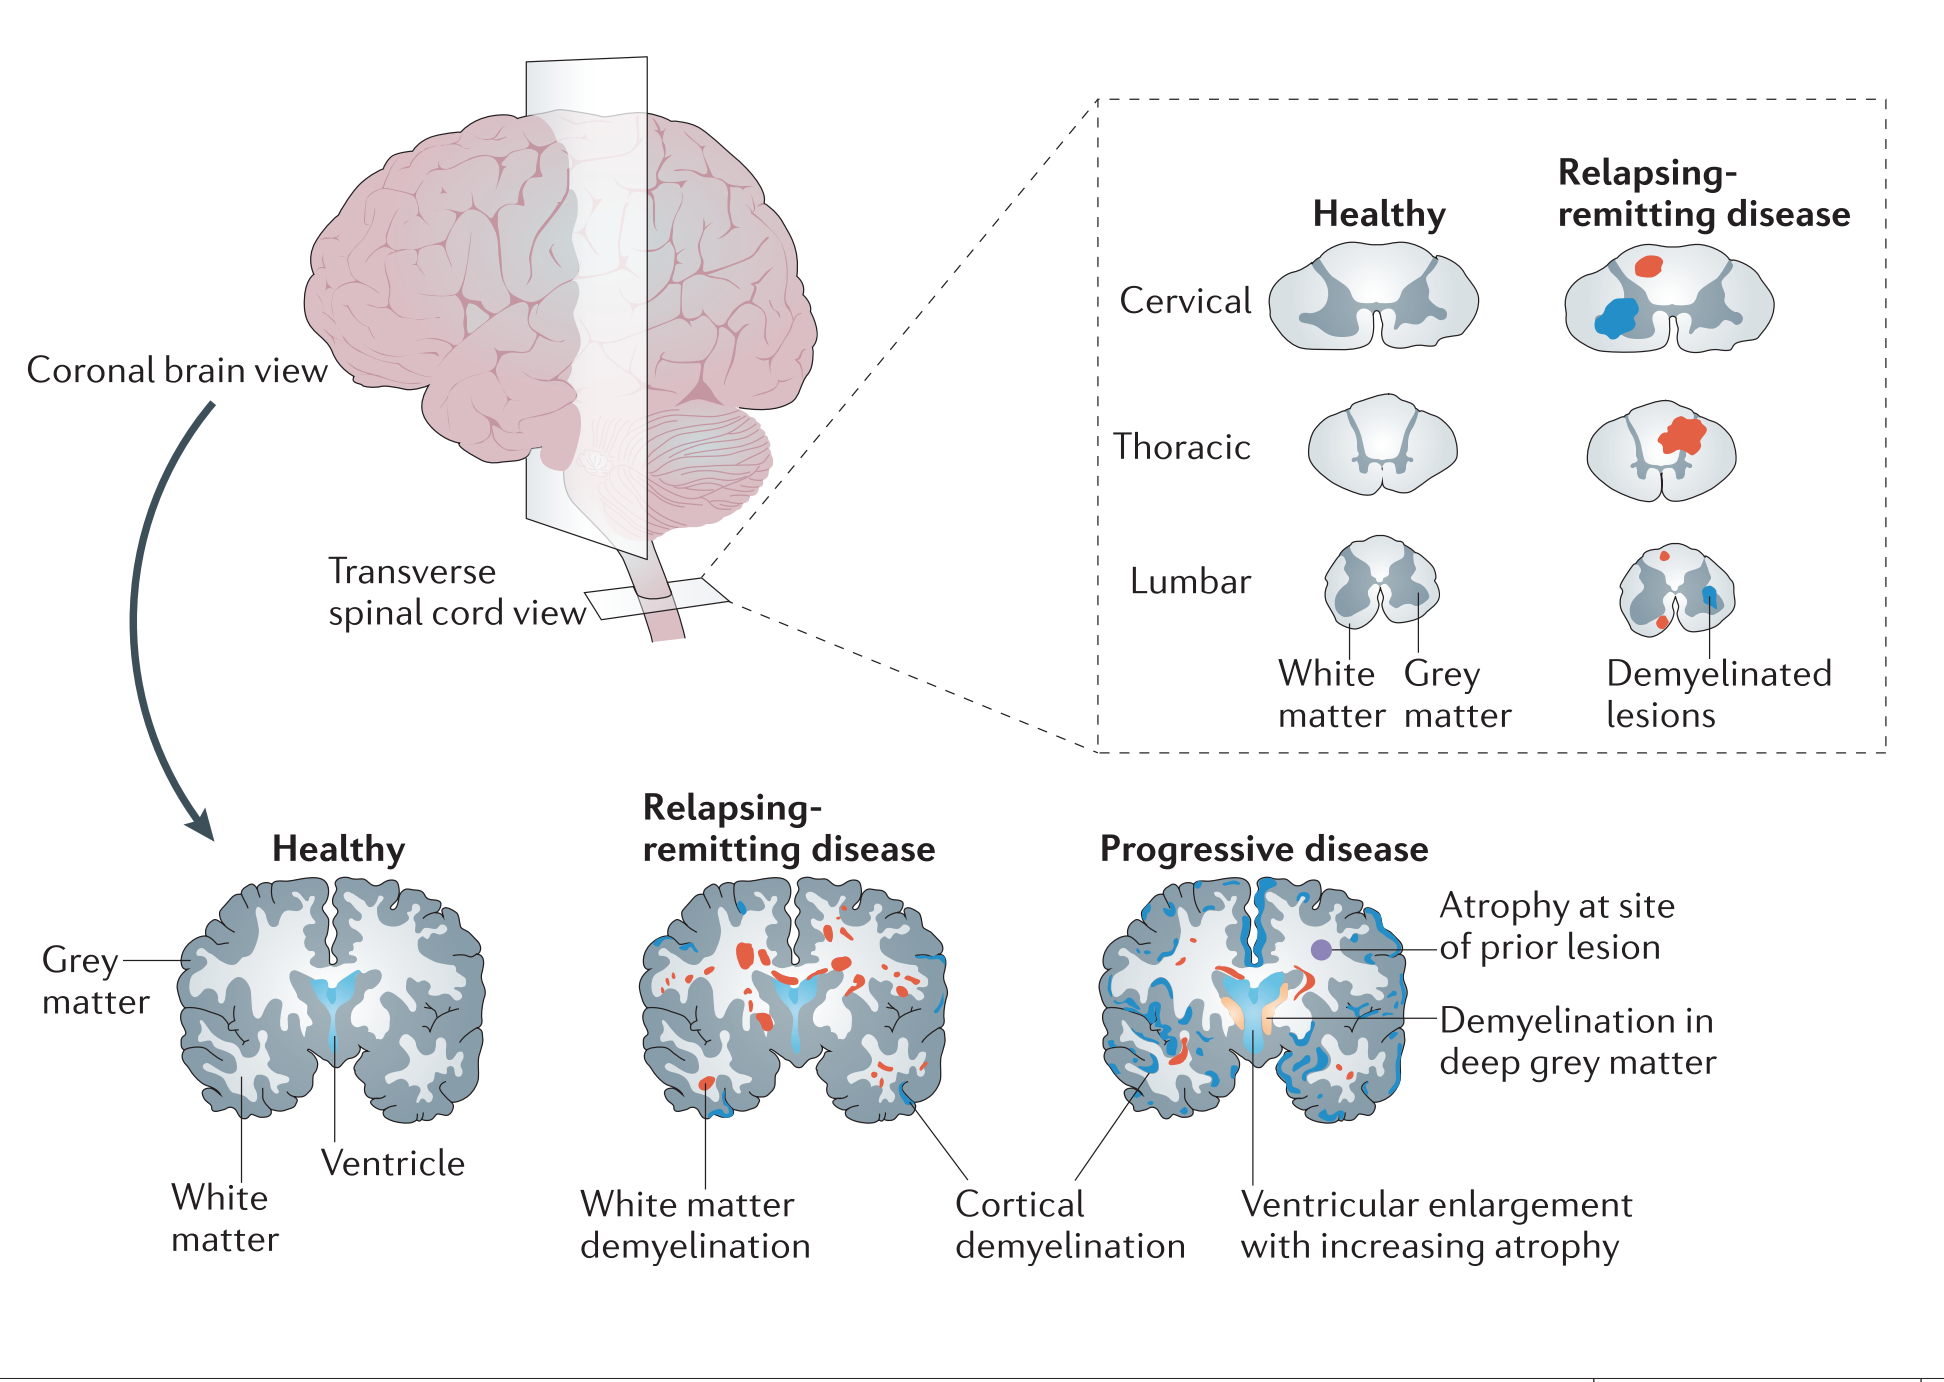 Coronal brain view
Transverse
spinal cord view
Healthy
Relapsing-
remitting disease
Cervical
Thoracic
Lumbar
White
matter
Grey
matter
Demyelinated
lesions
Healthy
Relapsing-
remitting disease
Progressive disease
Grey
matter
White
matter
Ventricle
White matter
demyelination
Cortical
demyelination
Atrophy at site
of prior lesion
Demyelination in
deep grey matter
Ventricular enlargement
with increasing atrophy